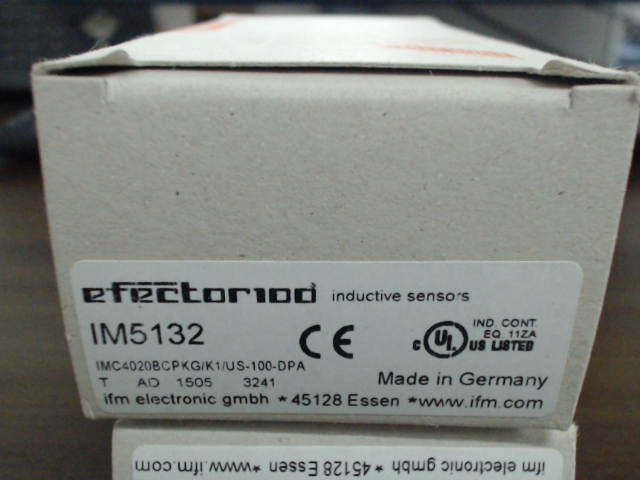 efector100 inductive sensors
IM5132
CE
c UL US LISTED
IND. CONT.
EQ. 11ZA
IMC4020BCPKG/K1/US-100-DPA
T AD 1505 3241
Made in Germany
ifm electronic gmbh * 45128 Essen * www.ifm.com
ifm electronic gmbh * 45128 Essen * www.ifm.com